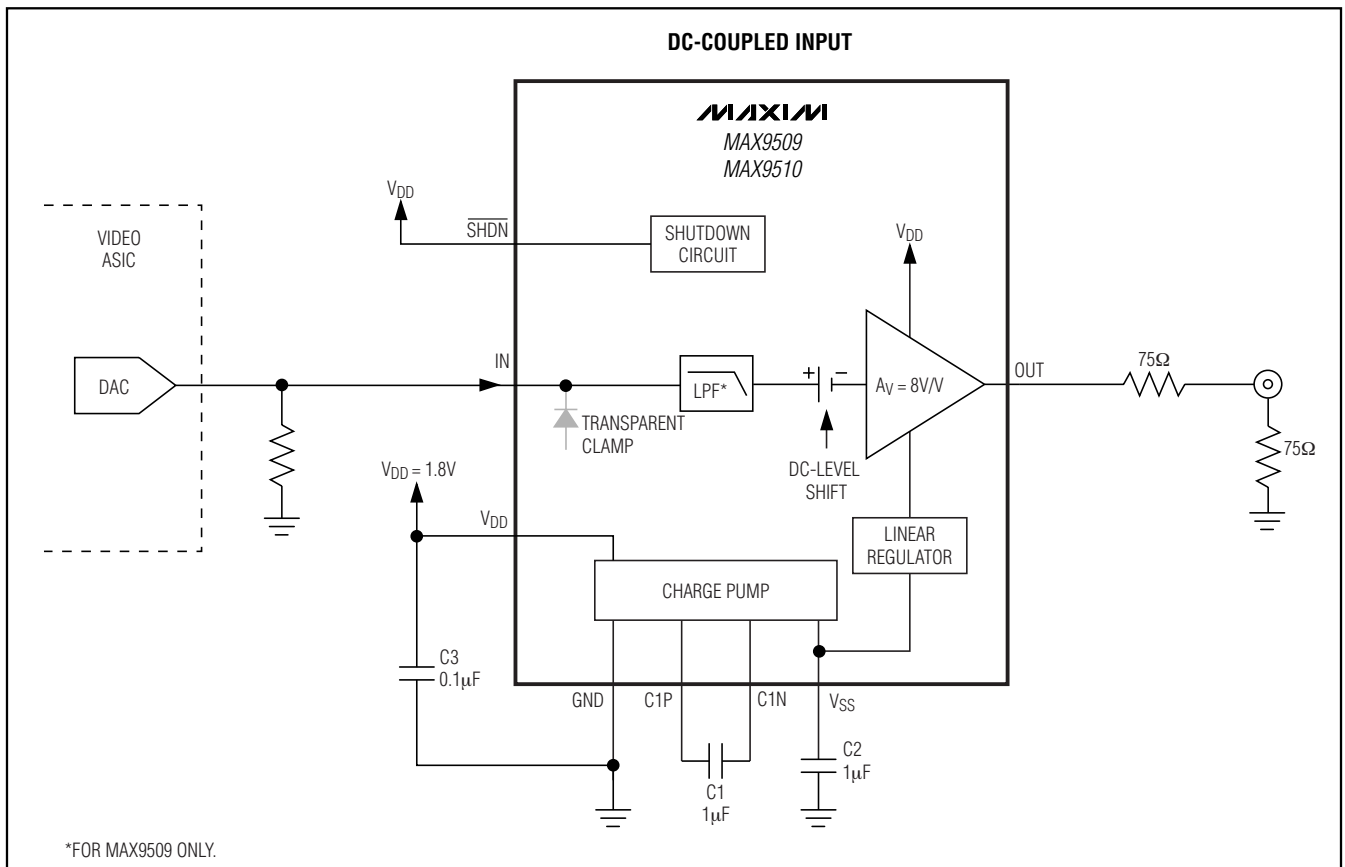 DC-COUPLED INPUT
MAXIM
MAX9509
MAX9510
VDD
SHDN
SHUTDOWN
CIRCUIT
VDD
VIDEO
ASIC
DAC
IN
LPF*
+ −
AV = 8V/V
OUT
75Ω
75Ω
TRANSPARENT
CLAMP
DC-LEVEL
SHIFT
VDD = 1.8V
VDD
LINEAR
REGULATOR
CHARGE PUMP
C3
0.1μF
GND
C1P
C1N
VSS
C1
1μF
C2
1μF
*FOR MAX9509 ONLY.